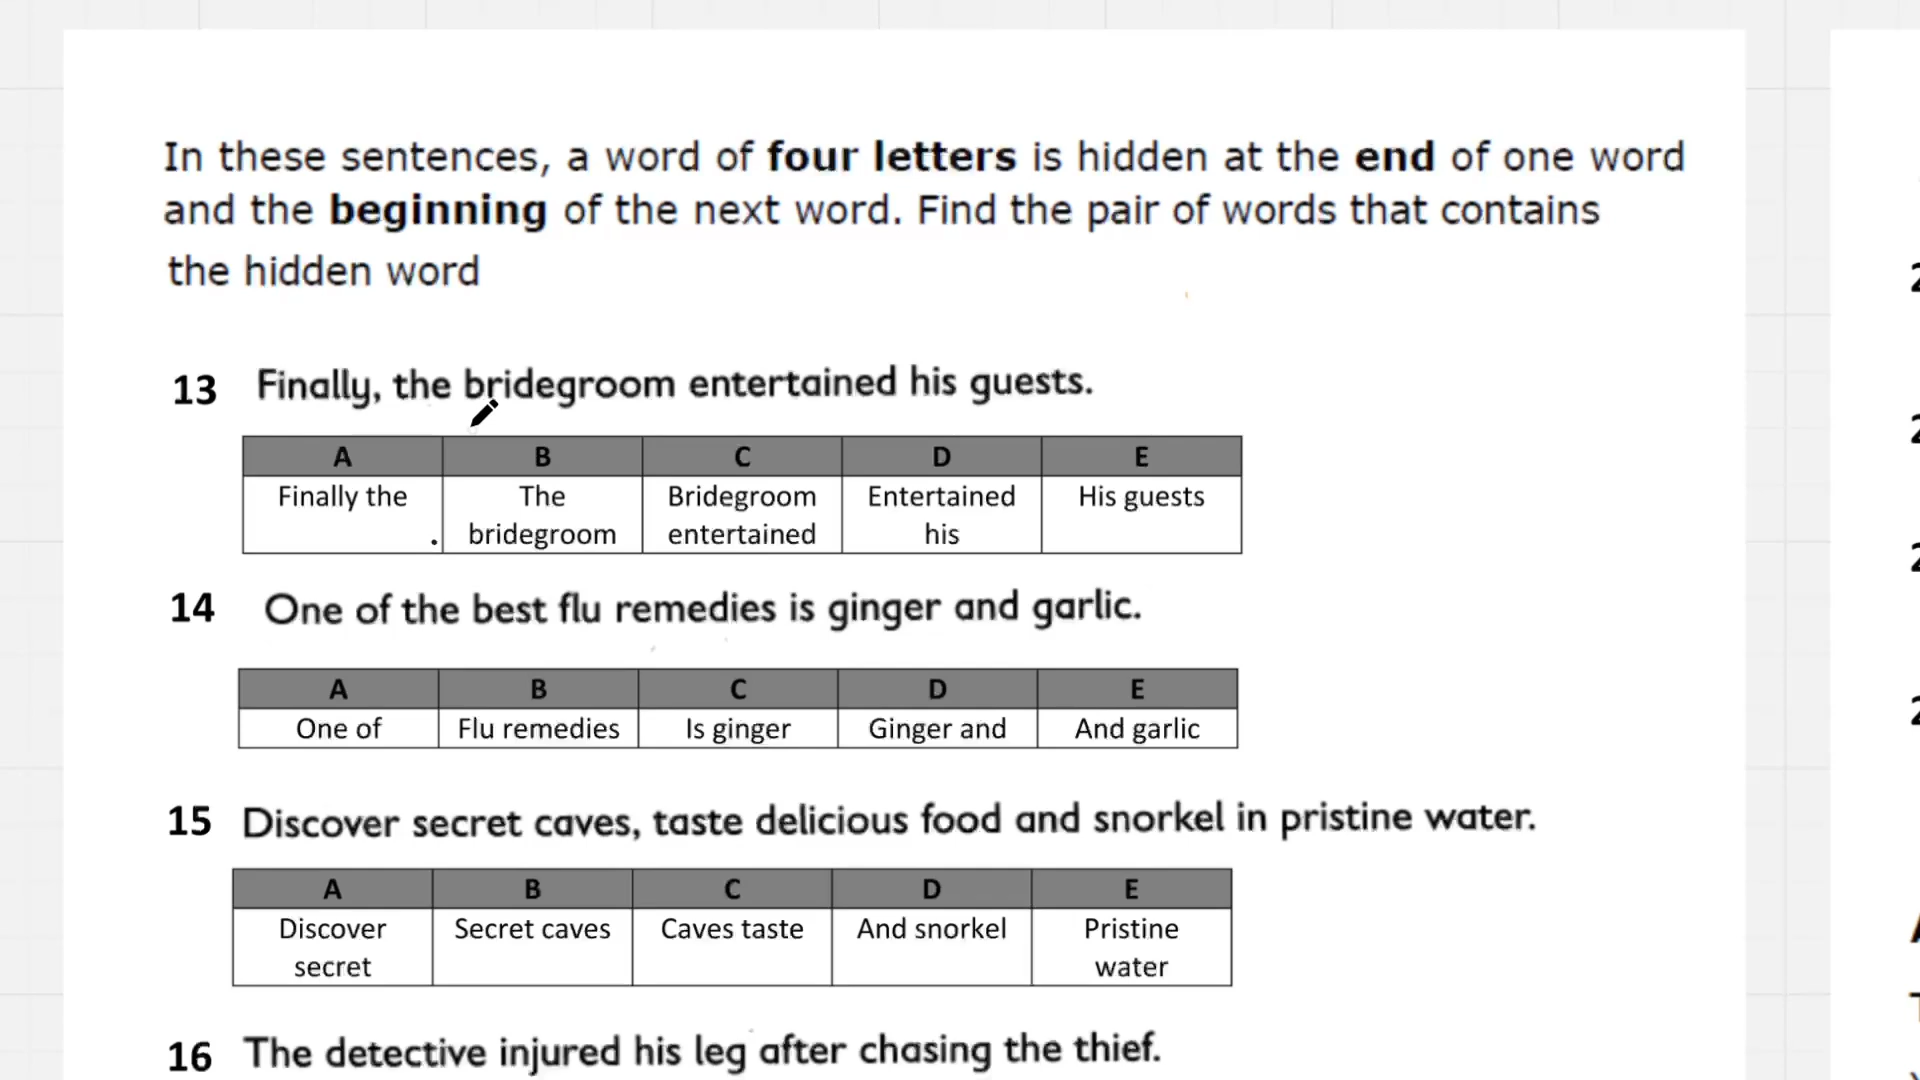 In these sentences, a word of four letters is hidden at the end of one word
and the beginning of the next word. Find the pair of words that contains
the hidden word
13 Finally, the bridegroom entertained his guests.
A B C D E
Finally the The Bridegroom Entertained His guests
. bridegroom entertained his
14 One of the best flu remedies is ginger and garlic.
A B C D E
One of Flu remedies Is ginger Ginger and And garlic
15 Discover secret caves, taste delicious food and snorkel in pristine water.
A B C D E
Discover Secret caves Caves taste And snorkel Pristine
secret water
16 The detective injured his leg after chasing the thief.